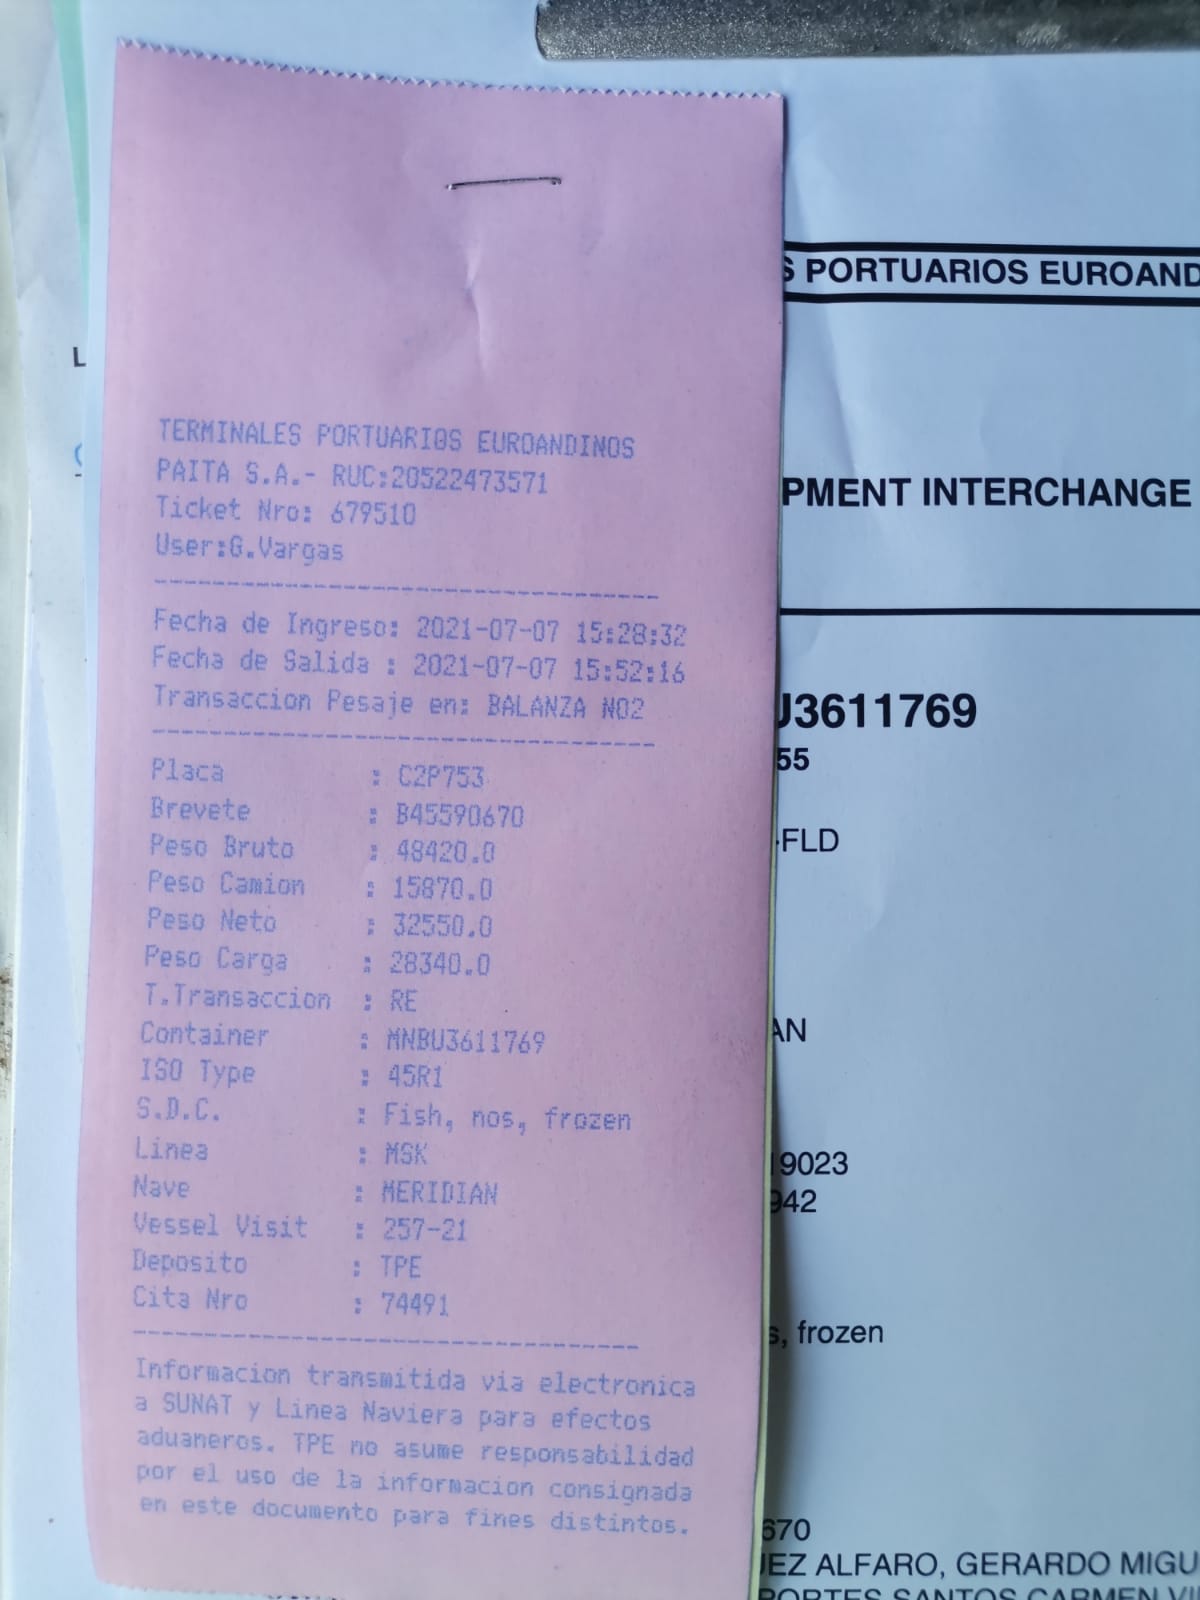 TERMINALES PORTUARIOS EUROANDINOS
PAITA S.A.- RUC:20522473571
Ticket Nro: 679510
User:G.Vargas
--------------------------------------
Fecha de Ingreso: 2021-07-07 15:28:32
Fecha de Salida : 2021-07-07 15:52:16
Transaccion Pesaje en: BALANZA NO2
--------------------------------------
Placa : C2P753
Brevete : B45590670
Peso Bruto : 48420.0
Peso Camion : 15870.0
Peso Neto : 32550.0
Peso Carga : 28340.0
T.Transaccion : RE
Container : MNBU3611769
ISO Type : 45R1
S.D.C. : Fish, nos, frozen
Linea : MSK
Nave : MERIDIAN
Vessel Visit : 257-21
Deposito : TPE
Cita Nro : 74491
--------------------------------------
Informacion transmitida via electronica
a SUNAT y Linea Naviera para efectos
aduaneros. TPE no asume responsabilidad
por el uso de la informacion consignada
en este documento para fines distintos.
S PORTUARIOS EUROAND
PMENT INTERCHANGE
U3611769
55
-FLD
AN
19023
942
s, frozen
670
UEZ ALFARO, GERARDO MIGU
PORTES SANTOS CARMEN VI
L